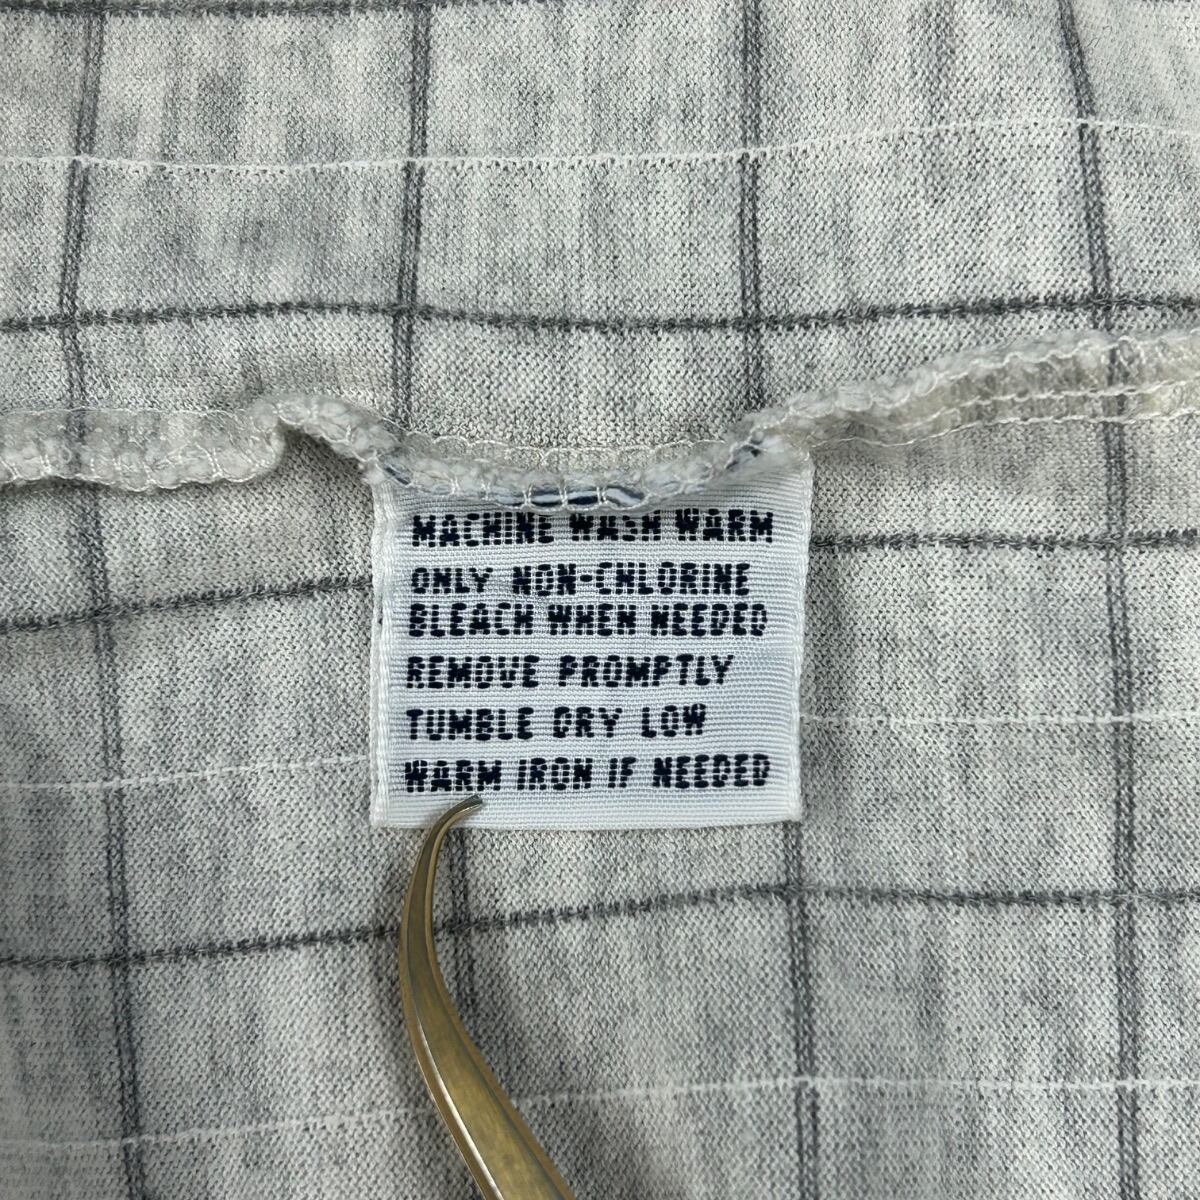 MACHINE WASH WARM
ONLY NON-CHLORINE
BLEACH WHEN NEEDED
REMOVE PROMPTLY
TUMBLE DRY LOW
WARM IRON IF NEEDED